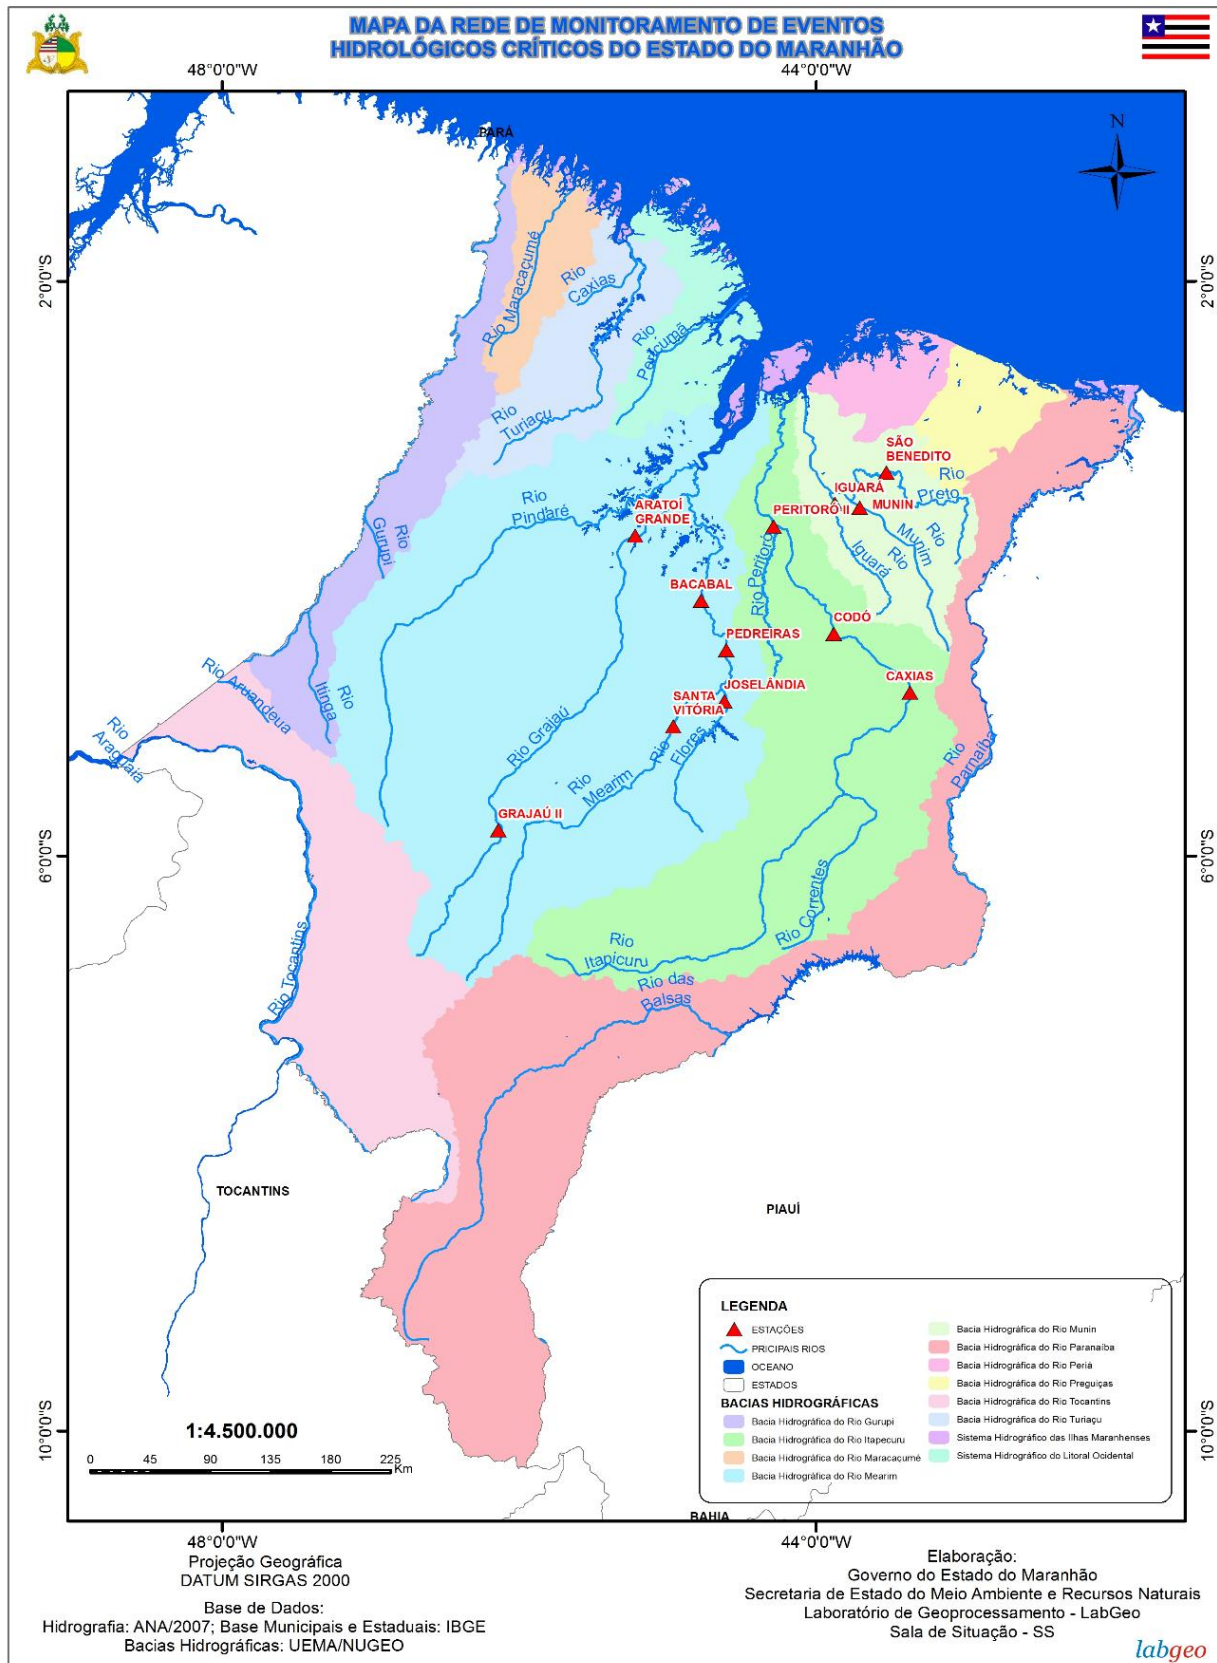 MAPA DA REDE DE MONITORAMENTO DE EVENTOS
HIDROLÓGICOS CRÍTICOS DO ESTADO DO MARANHÃO
48°0'0"W
44°0'0"W
PARÁ
N
2°0'0"S
2°0'0"S
Rio Maracaçumé
Rio
Caxias
Rio
Pericumã
Rio
Turiaçu
SÃO
BENEDITO
Rio
Preto
IGUARÁ
MUNIN
Rio
Pindaré
ARATOÍ
GRANDE
PERITORÓ II
Rio
Gurupi
Rio
Munim
Rio
Iguará
Rio Peritoró
BACABAL
CODÓ
PEDREIRAS
Rio Aruandeua
Rio
Itinga
JOSELÂNDIA
SANTA
VITÓRIA
CAXIAS
Rio
Araguaia
Rio Grajaú
Rio
Flores
Rio
Parnaíba
Rio
Mearim
GRAJAÚ II
6°0'0"S
6°0'0"S
Rio Correntes
Rio Tocantins
Rio
Itapicuru
Rio das
Balsas
TOCANTINS
PIAUÍ
LEGENDA
ESTAÇÕES
PRICIPAIS RIOS
OCEANO
ESTADOS
BACIAS HIDROGRÁFICAS
Bacia Hidrográfica do Rio Gurupi
Bacia Hidrográfica do Rio Itapecuru
Bacia Hidrográfica do Rio Maracaçumé
Bacia Hidrográfica do Rio Mearim
Bacia Hidrográfica do Rio Munin
Bacia Hidrográfica do Rio Paranaíba
Bacia Hidrográfica do Rio Periá
Bacia Hidrográfica do Rio Preguiças
Bacia Hidrográfica do Rio Tocantins
Bacia Hidrográfica do Rio Turiaçu
Sistema Hidrográfico das Ilhas Maranhenses
Sistema Hidrográfico do Litoral Ocidental
10°0'0"S
10°0'0"S
1:4.500.000
0 45 90 135 180 225
Km
BAHIA
48°0'0"W
44°0'0"W
Projeção Geográfica
DATUM SIRGAS 2000
Base de Dados:
Hidrografia: ANA/2007; Base Municipais e Estaduais: IBGE
Bacias Hidrográficas: UEMA/NUGEO
Elaboração:
Governo do Estado do Maranhão
Secretaria de Estado do Meio Ambiente e Recursos Naturais
Laboratório de Geoprocessamento - LabGeo
Sala de Situação - SS
labgeo